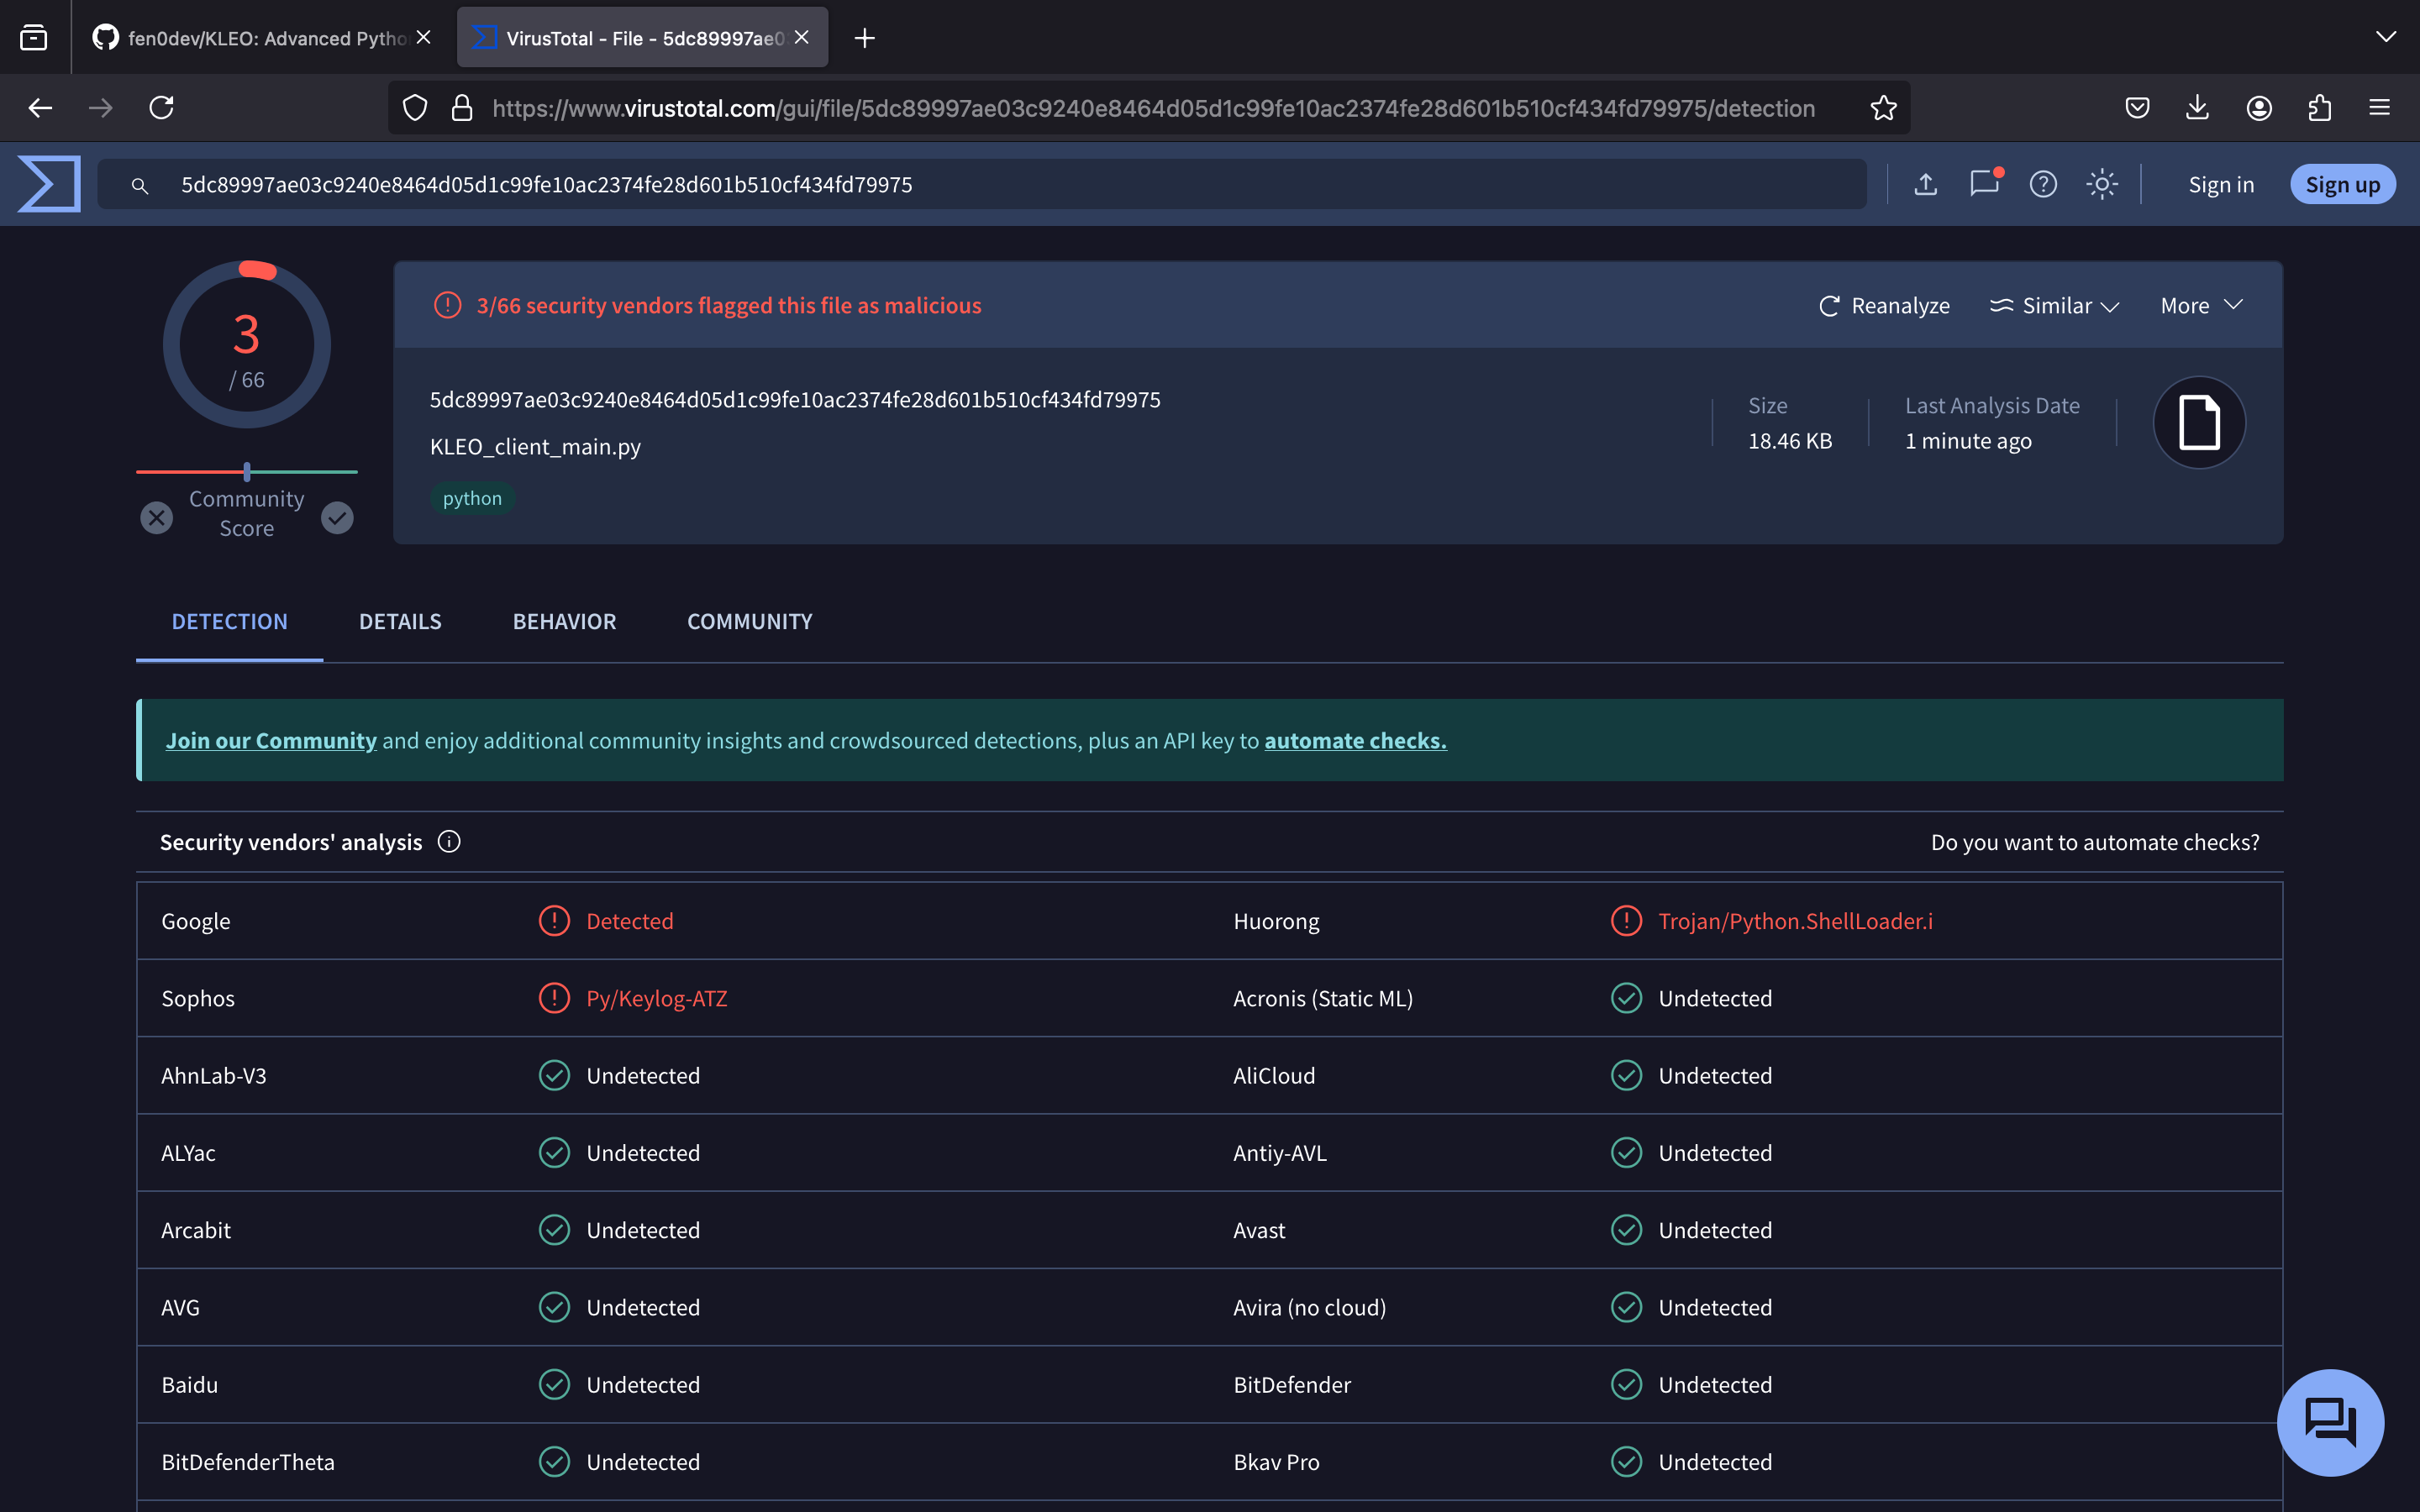 fen0dev/KLEO: Advanced Pytho
VirusTotal - File - 5dc89997ae0
https://www.virustotal.com/gui/file/5dc89997ae03c9240e8464d05d1c99fe10ac2374fe28d601b510cf434fd79975/detection
5dc89997ae03c9240e8464d05d1c99fe10ac2374fe28d601b510cf434fd79975
Sign in
Sign up
3
/ 66
Community
Score
3/66 security vendors flagged this file as malicious
Reanalyze
Similar
More
5dc89997ae03c9240e8464d05d1c99fe10ac2374fe28d601b510cf434fd79975
KLEO_client_main.py
python
Size
18.46 KB
Last Analysis Date
1 minute ago
DETECTION
DETAILS
BEHAVIOR
COMMUNITY
Join our Community and enjoy additional community insights and crowdsourced detections, plus an API key to automate checks.
Security vendors' analysis
Do you want to automate checks?
Google Detected Huorong Trojan/Python.ShellLoader.i
Sophos Py/Keylog-ATZ Acronis (Static ML) Undetected
AhnLab-V3 Undetected AliCloud Undetected
ALYac Undetected Antiy-AVL Undetected
Arcabit Undetected Avast Undetected
AVG Undetected Avira (no cloud) Undetected
Baidu Undetected BitDefender Undetected
BitDefenderTheta Undetected Bkav Pro Undetected